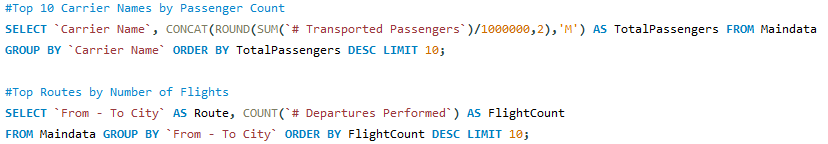 #Top 10 Carrier Names by Passenger Count
SELECT `Carrier Name`, CONCAT(ROUND(SUM(`# Transported Passengers`)/1000000,2),'M') AS TotalPassengers FROM Maindata
GROUP BY `Carrier Name` ORDER BY TotalPassengers DESC LIMIT 10;
#Top Routes by Number of Flights
SELECT `From - To City` AS Route, COUNT(`# Departures Performed`) AS FlightCount
FROM Maindata GROUP BY `From - To City` ORDER BY FlightCount DESC LIMIT 10;